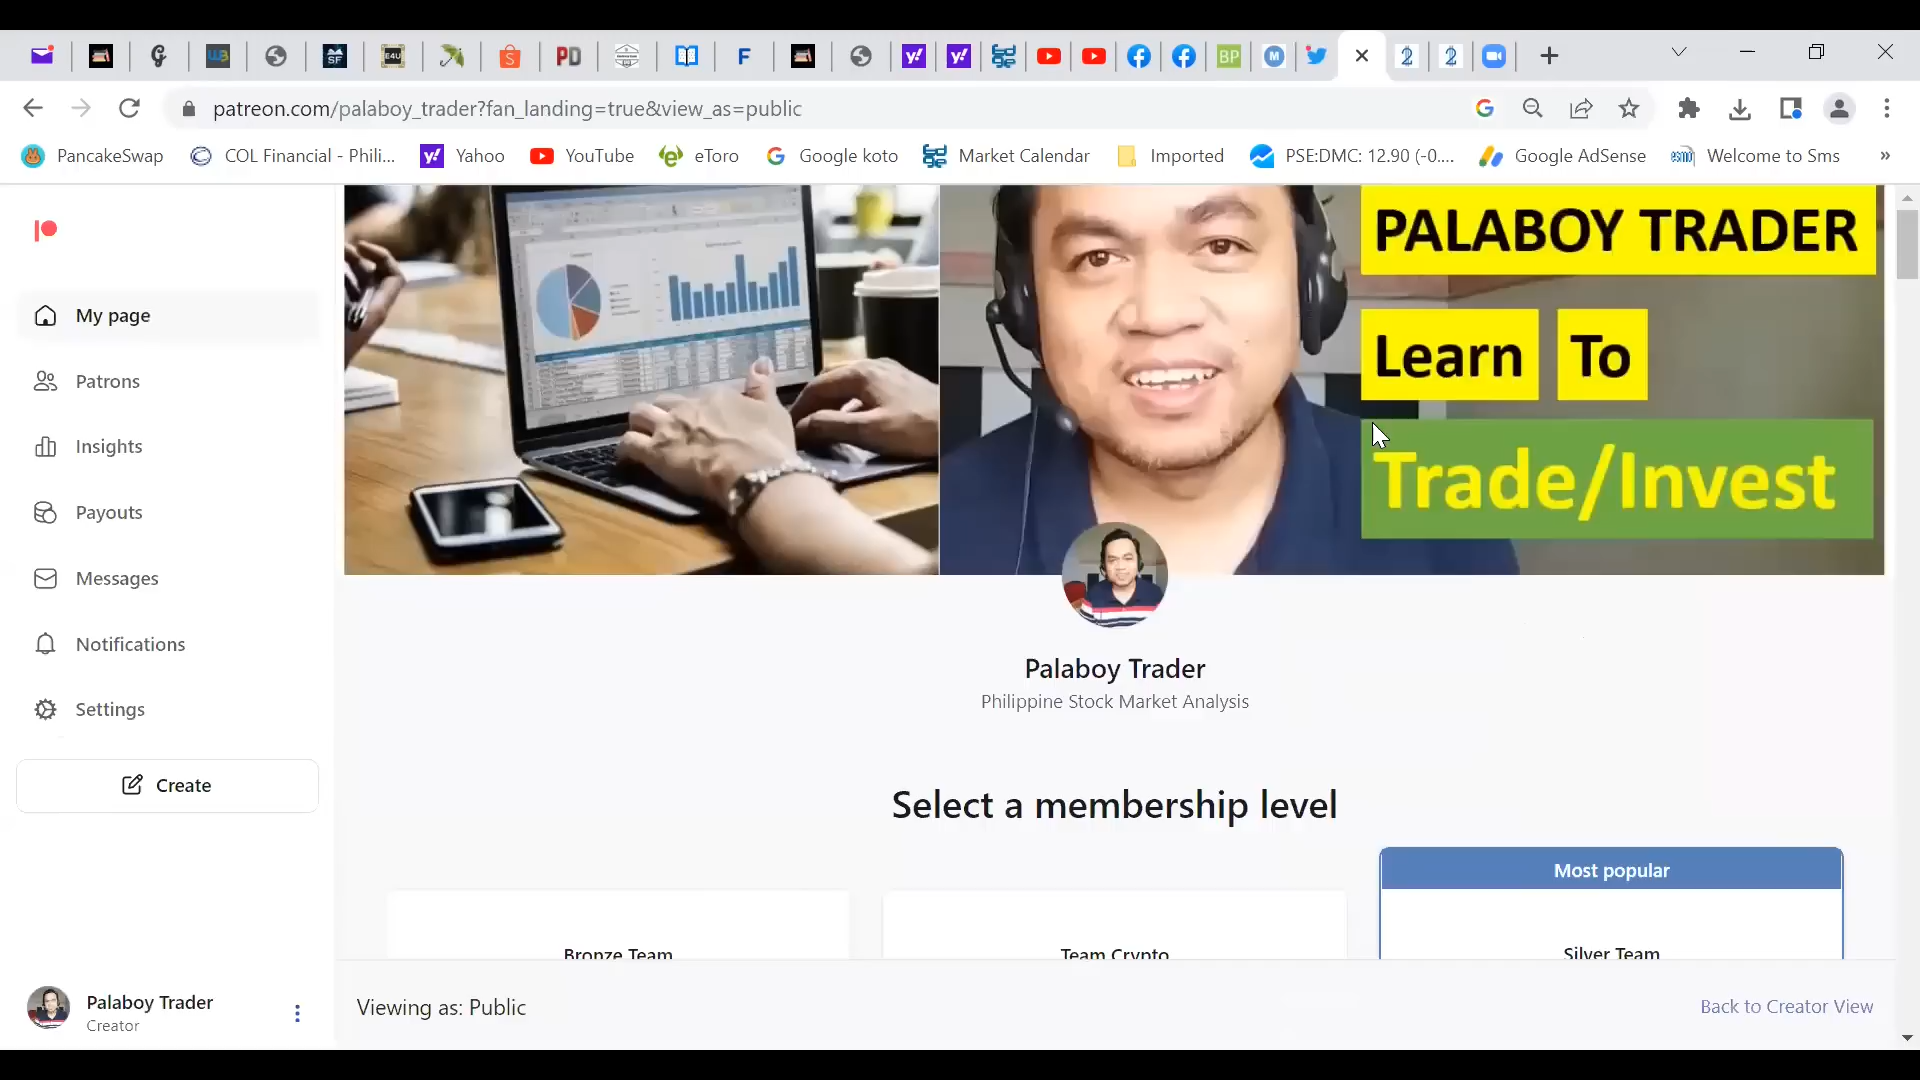 patreon.com/palaboy_trader?fan_landing=true&view_as=public
PancakeSwap COL Financial - Phili... Yahoo YouTube eToro Google koto Market Calendar Imported PSE:DMC: 12.90 (-0.... Google AdSense Welcome to Sms »
My page
Patrons
Insights
Payouts
Messages
Notifications
Settings
Create
Palaboy Trader
Creator
PALABOY TRADER
Learn To
Trade/Invest
Palaboy Trader
Philippine Stock Market Analysis
Select a membership level
Most popular
Bronze Team
Team Crypto
Silver Team
Viewing as: Public
Back to Creator View